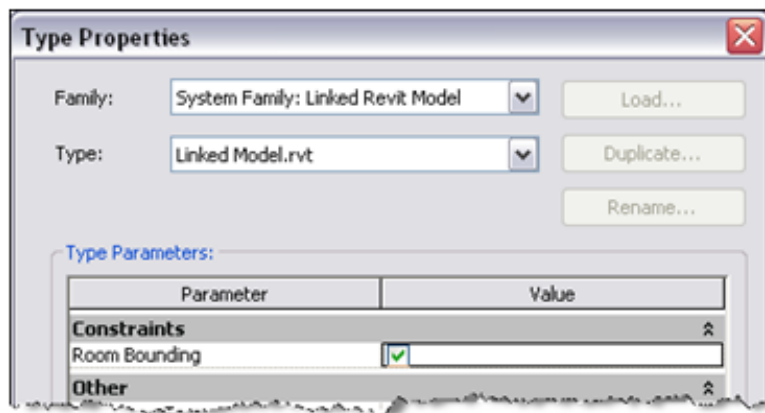 Type Properties
Family: System Family: Linked Revit Model Load...
Type: Linked Model.rvt Duplicate...
Rename...
Type Parameters:
Parameter Value
Constraints
Room Bounding
Other